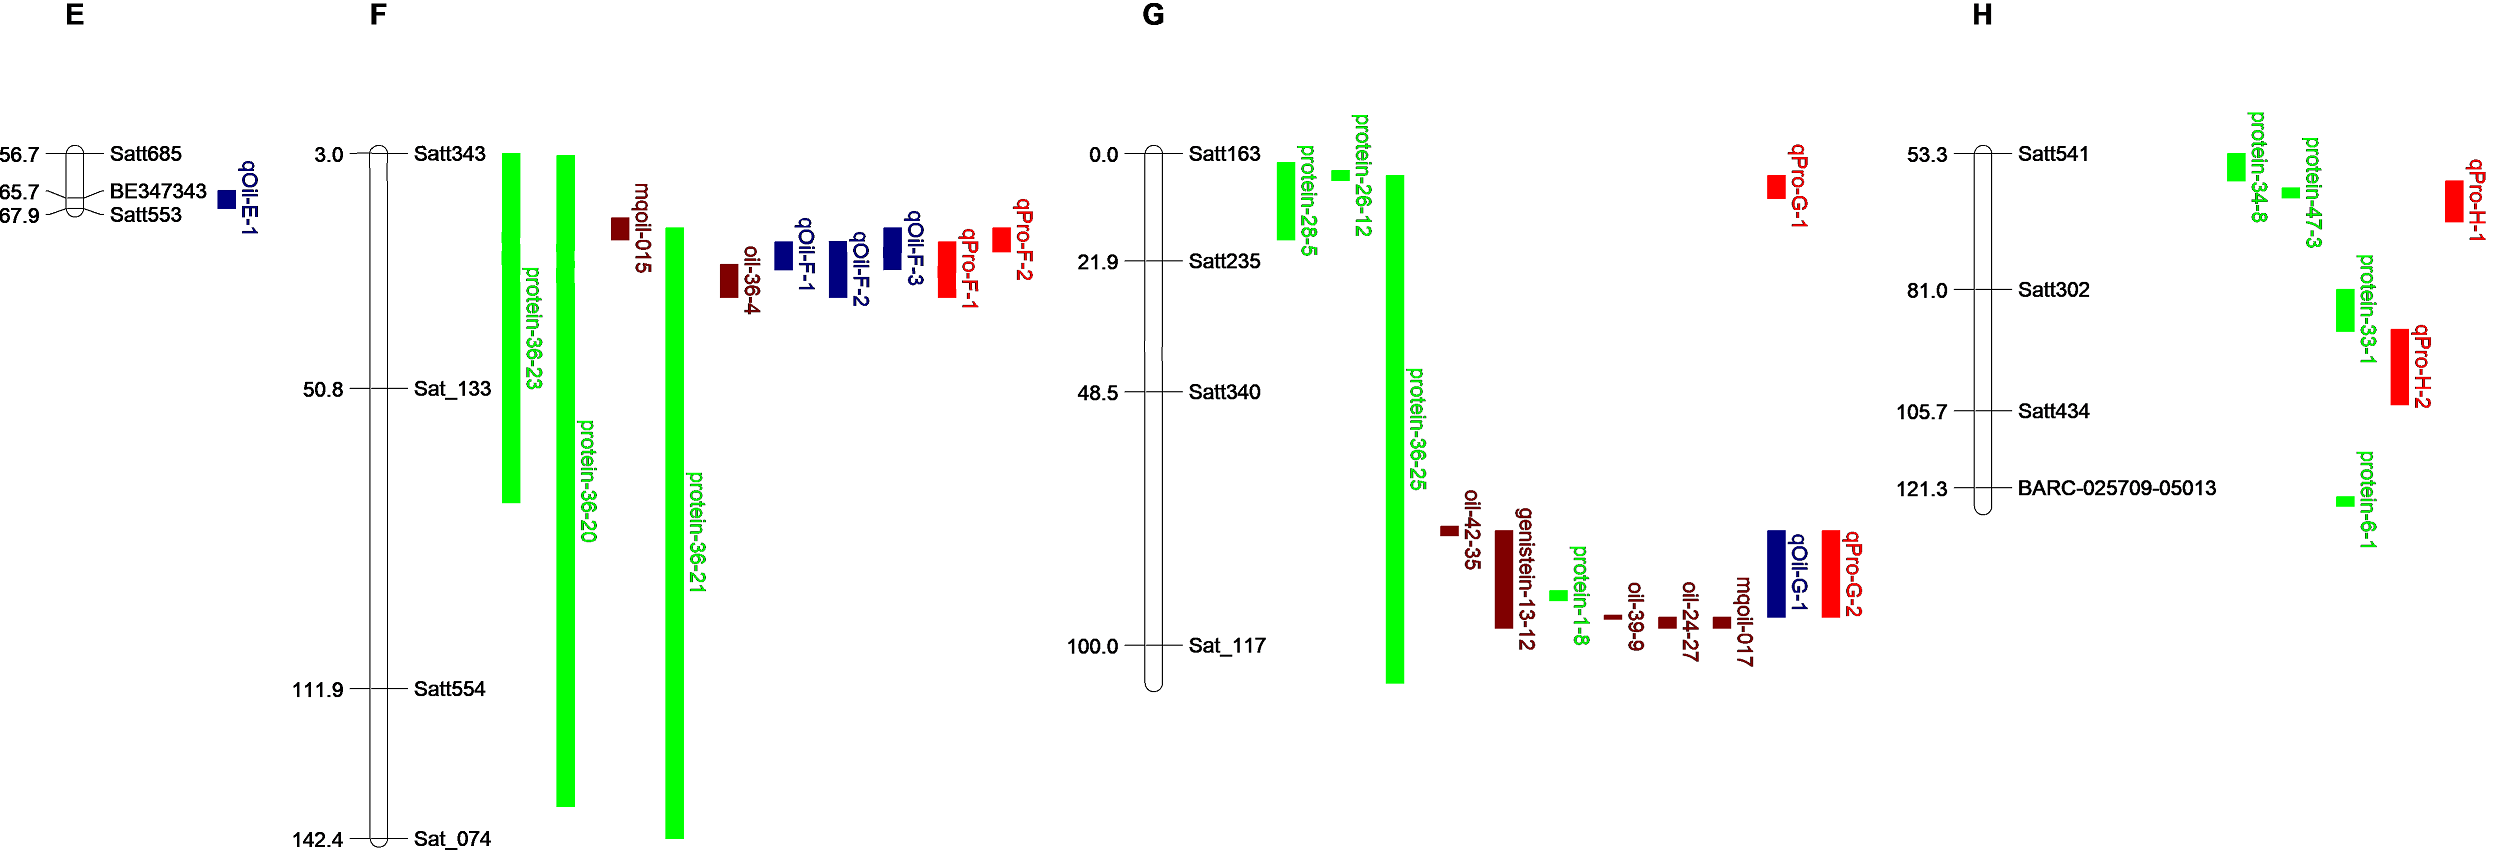 E
56.7 Satt685
65.7 BE347343
67.9 Satt553
qOil-E-1
F
3.0 Satt343
50.8 Sat_133
111.9 Satt554
142.4 Sat_074
protein-36-23
protein-36-20
mqoil-015
protein-36-21
oil-36-4
qOil-F-1
qOil-F-2
qOil-F-3
qPro-F-1
qPro-F-2
G
0.0 Satt163
21.9 Satt235
48.5 Satt340
100.0 Sat_117
protein-28-5
protein-26-12
protein-36-25
oil-42-35
genistein-13-12
protein-1-8
oil-39-9
oil-24-27
mqoil-017
qPro-G-1
qOil-G-1
qPro-G-2
H
53.3 Satt541
81.0 Satt302
105.7 Satt434
121.3 BARC-025709-05013
protein-34-8
protein-47-3
protein-33-1
protein-6-1
qPro-H-2
qPro-H-1